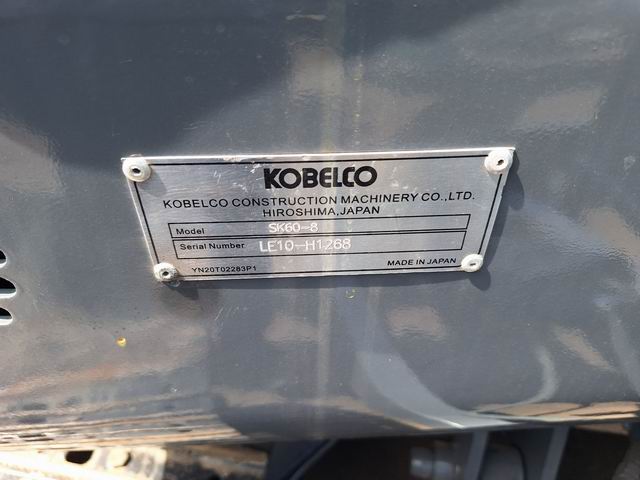 KOBELCO
KOBELCO CONSTRUCTION MACHINERY CO.,LTD.
HIROSHIMA,JAPAN
Model SK60-8
Serial Number LE10-H1268
YN20T02283P1 MADE IN JAPAN